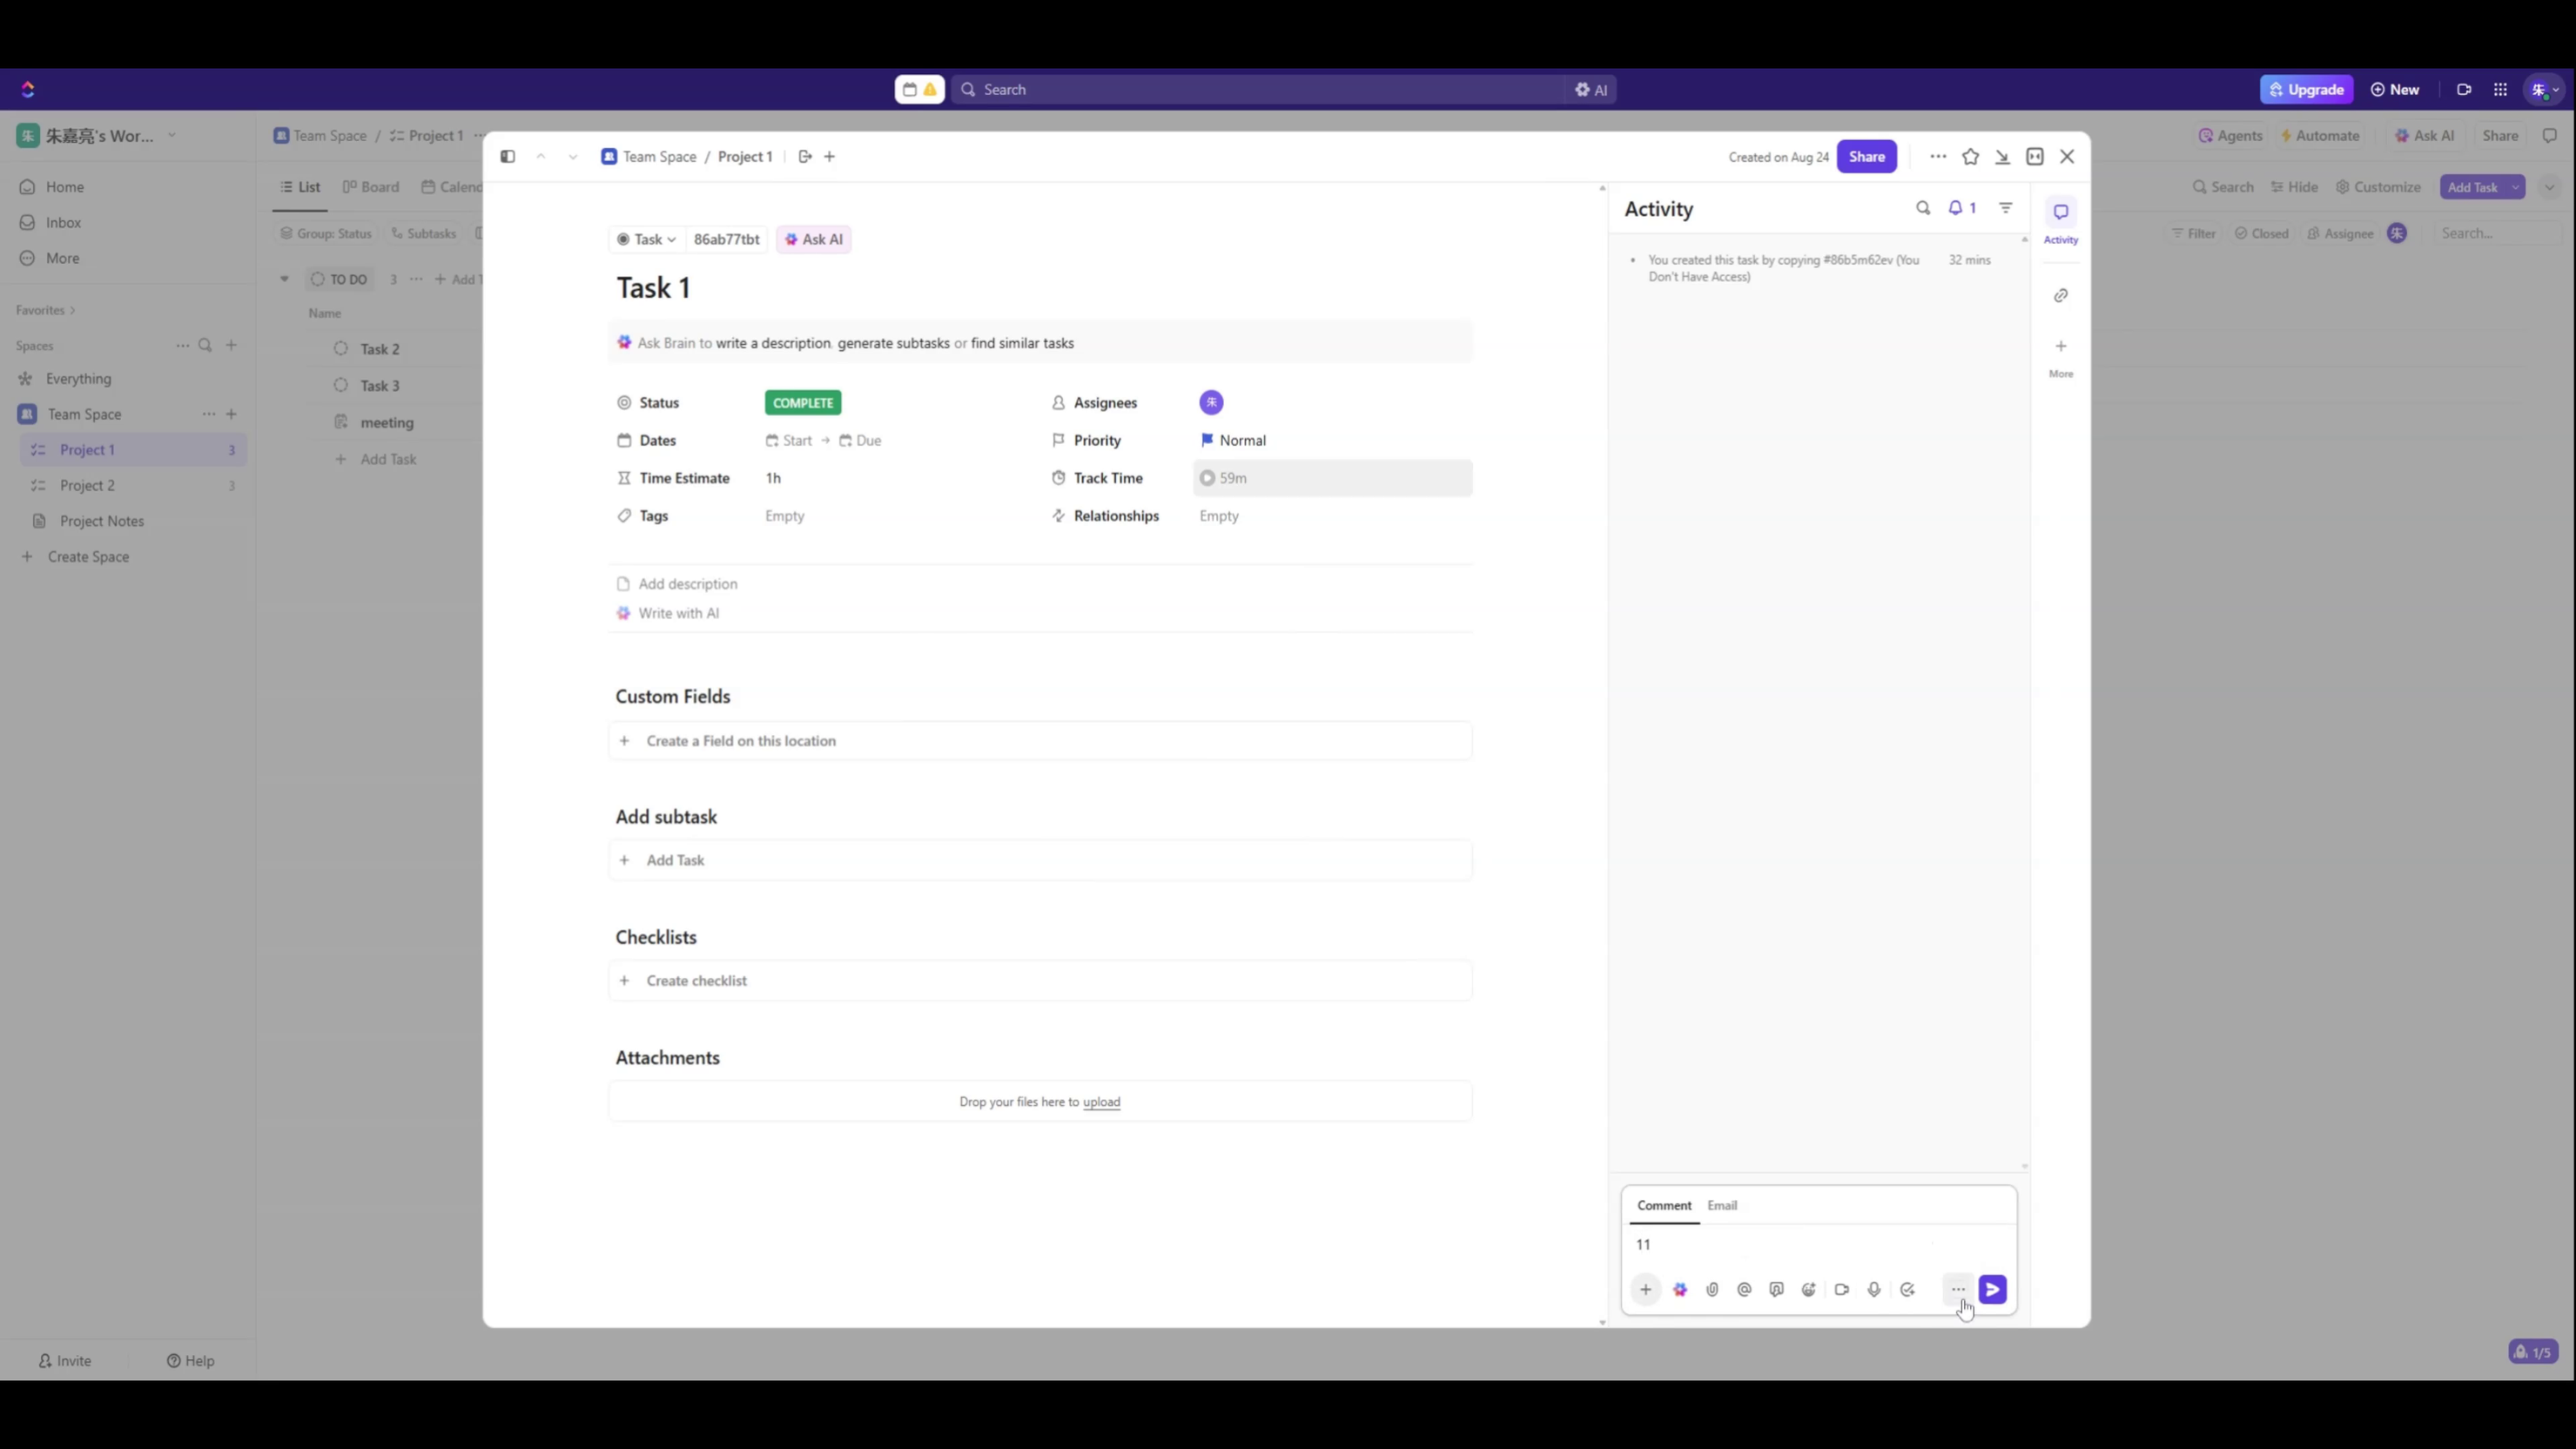 Search
AI
Upgrade
New
朱
朱 朱嘉亮's Wor...
Team Space / Project 1 ...
Agents
Automate
Ask AI
Share
Home
Inbox
More
Favorites
Spaces
Everything
Team Space
Project 1 3
Project 2 3
Project Notes
Create Space
Invite
Help
List
Board
Calend
Search
Hide
Customize
Add Task
Group: Status
Subtasks
Filter
Closed
Assignee
朱
Search...
TO DO 3 ... + Add T
Name
Task 2
Task 3
meeting
Add Task
Team Space / Project 1
Created on Aug 24
Share
Task
86ab77tbt
Ask AI
Task 1
Ask Brain to write a description, generate subtasks or find similar tasks
Status COMPLETE
Assignees 朱
Dates Start → Due
Priority Normal
Time Estimate 1h
Track Time 59m
Tags Empty
Relationships Empty
Add description
Write with AI
Custom Fields
Create a Field on this location
Add subtask
Add Task
Checklists
Create checklist
Attachments
Drop your files here to upload
Activity
1
You created this task by copying #86b5m62ev (You 32 mins
Don't Have Access)
Activity
More
Comment Email
11
1/5